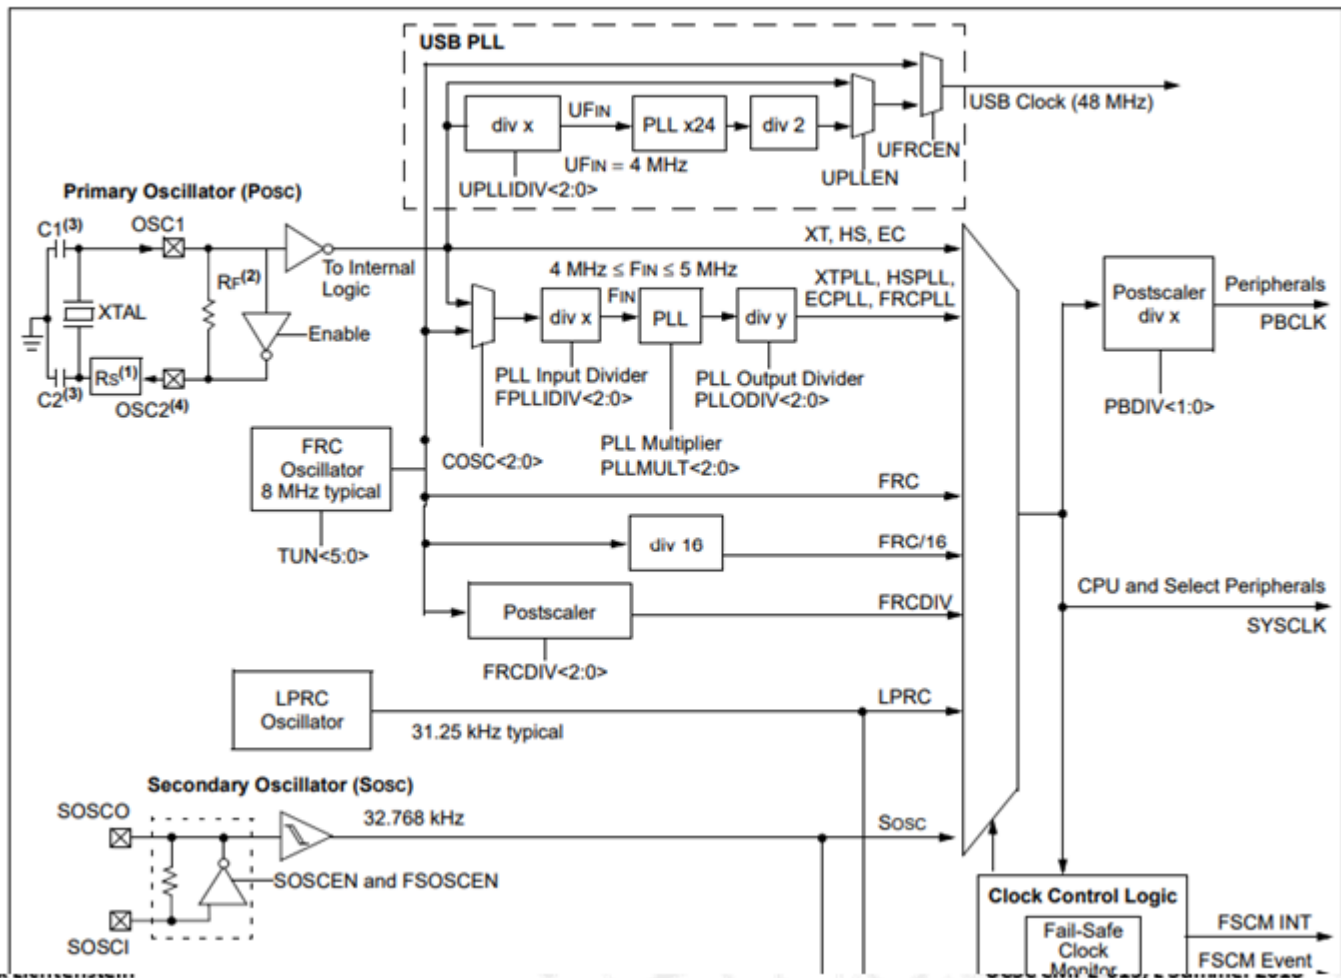 USB PLL
div x
UFIN
PLL x24
div 2
USB Clock (48 MHz)
UFIN = 4 MHz
UFRCEN
UPLLEN
UPLLIDIV<2:0>
Primary Oscillator (POSC)
C1(3)
OSC1
XTAL
RF(2)
To Internal
Logic
Enable
RS(1)
C2(3)
OSC2(4)
XT, HS, EC
4 MHz ≤ FIN ≤ 5 MHz
FIN
XTPLL, HSPLL,
ECPLL, FRCPLL
div x
PLL
div y
PLL Input Divider
FPLLIDIV<2:0>
PLL Output Divider
PLLODIV<2:0>
COSC<2:0>
PLL Multiplier
PLLMULT<2:0>
Postscaler
div x
Peripherals
PBCLK
PBDIV<1:0>
FRC
Oscillator
8 MHz typical
TUN<5:0>
FRC
div 16
FRC/16
Postscaler
FRCDIV
FRCDIV<2:0>
CPU and Select Peripherals
SYSCLK
LPRC
Oscillator
31.25 kHz typical
LPRC
Secondary Oscillator (SOSC)
SOSCO
32.768 kHz
SOSC
SOSCEN and FSOSCEN
SOSCI
Clock Control Logic
Fail-Safe
Clock
Monitor
FSCM INT
FSCM Event